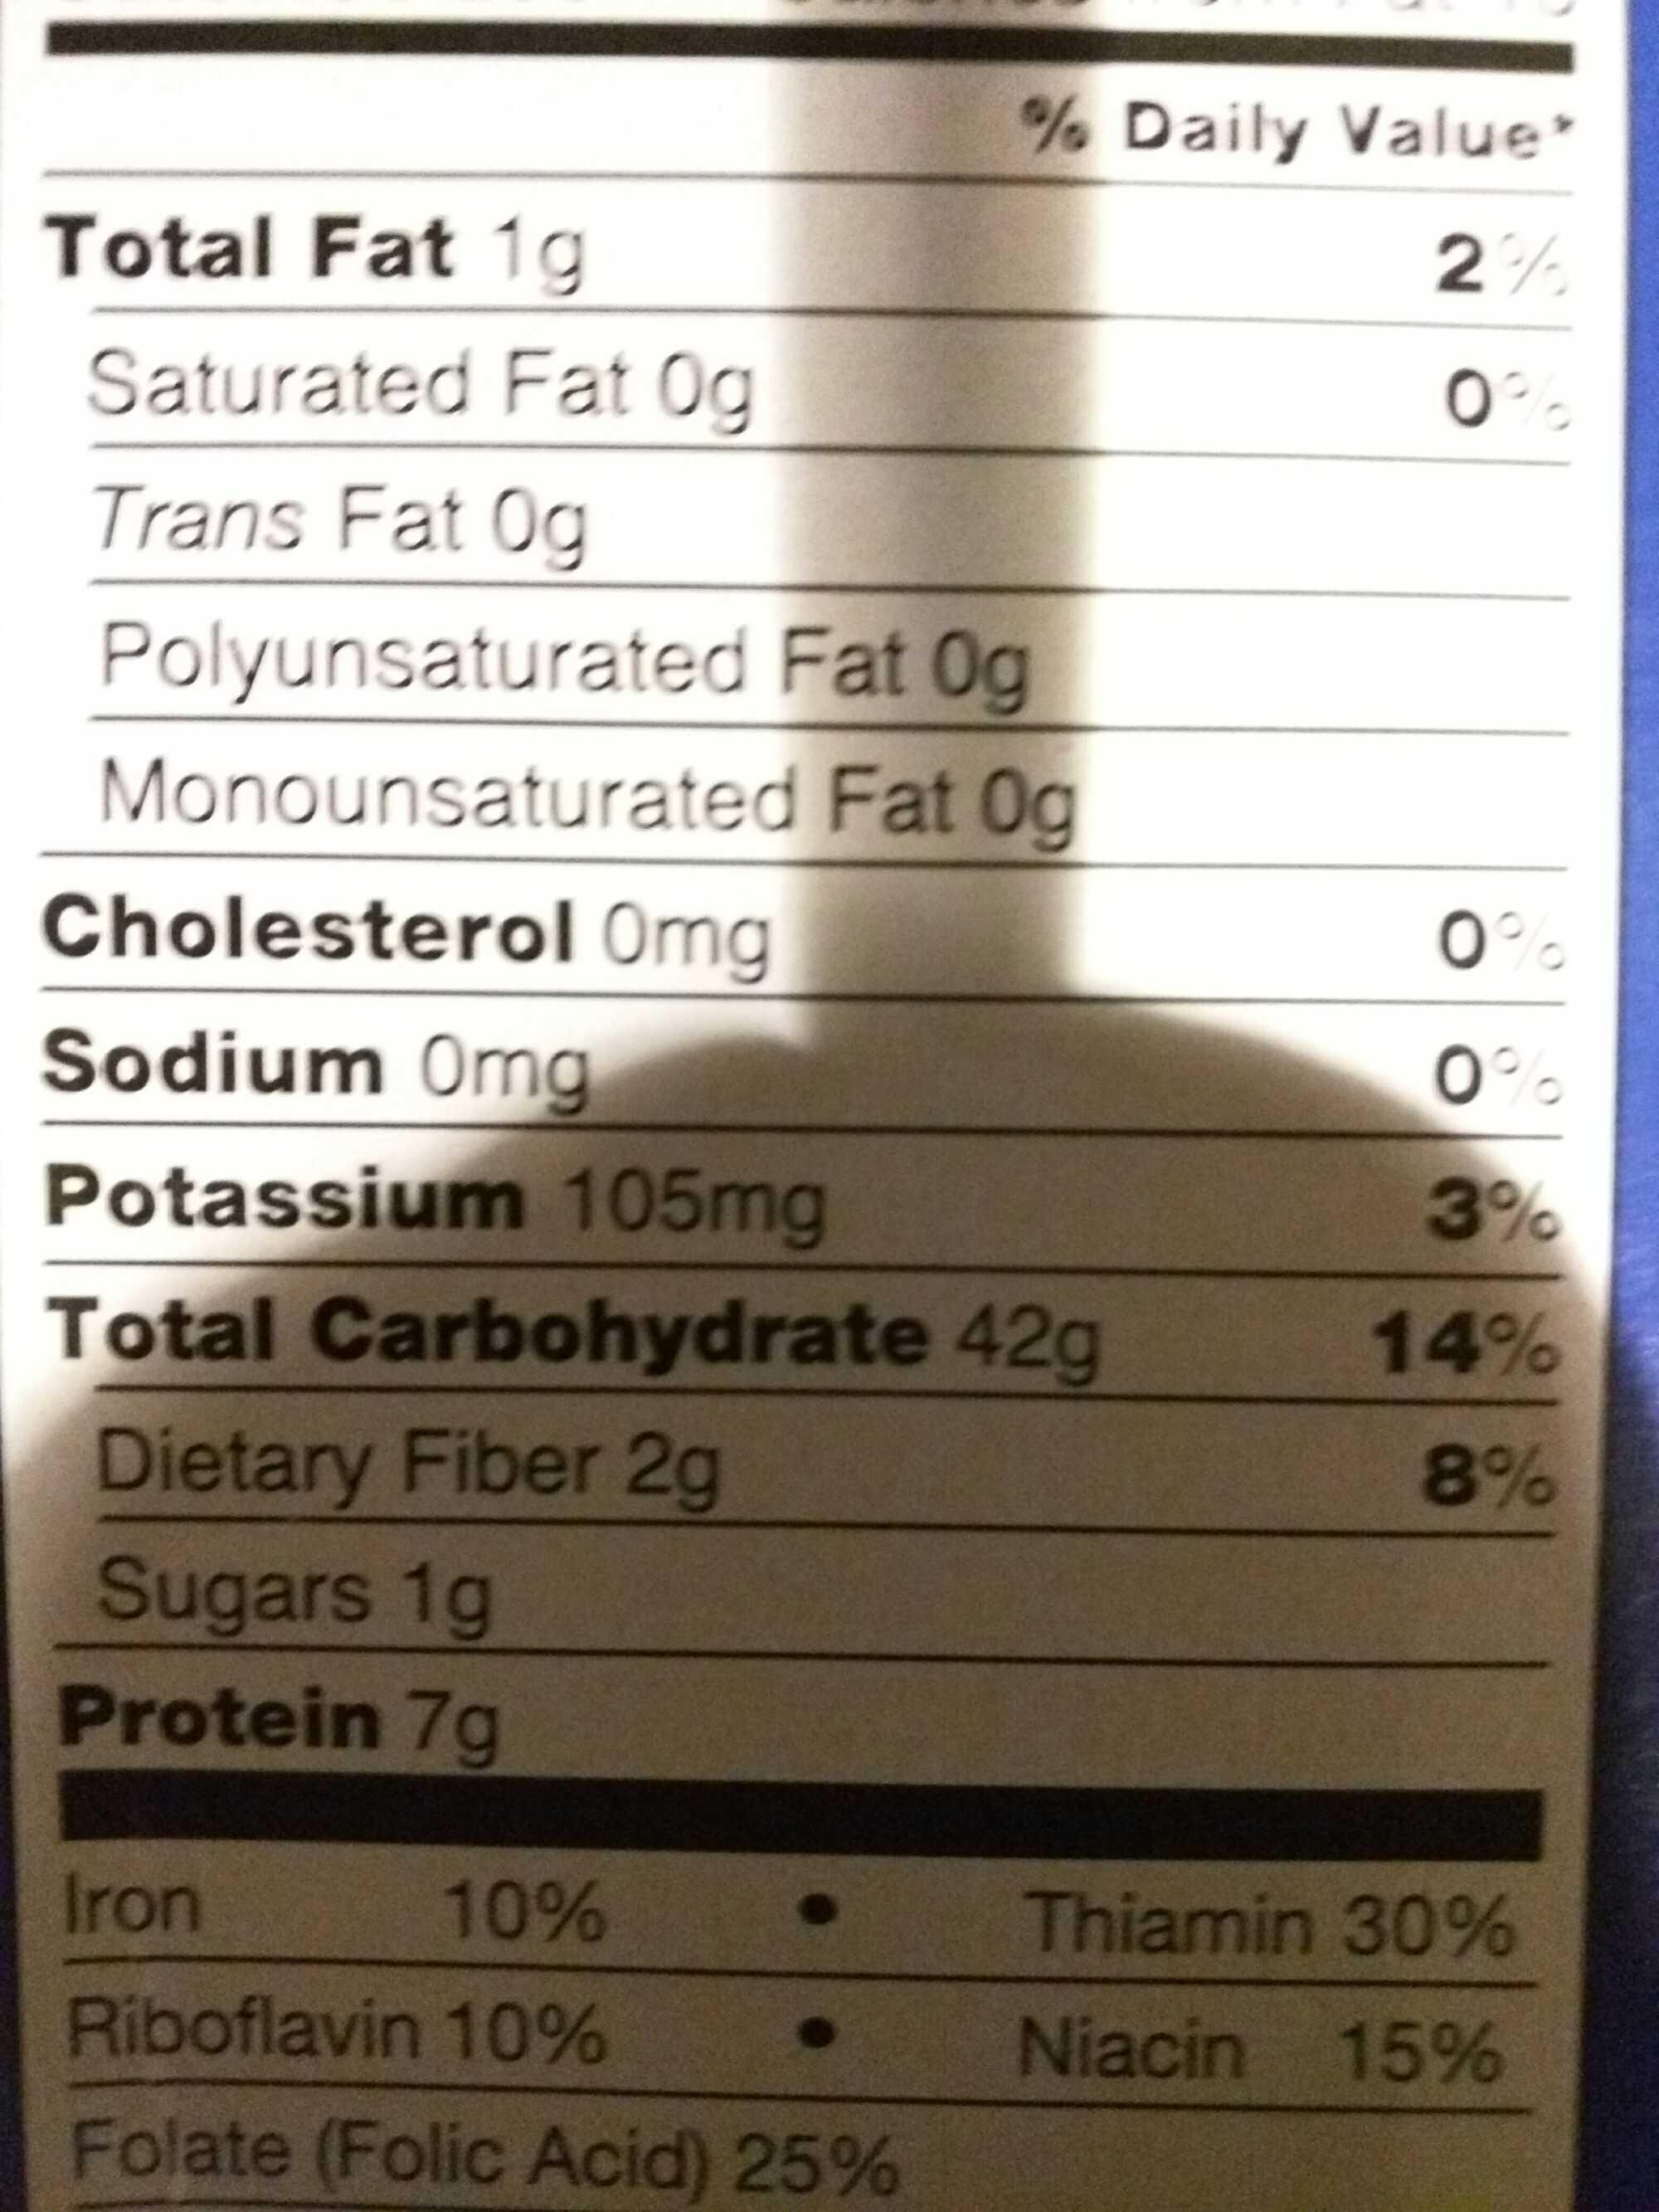 % Daily Value*
Total Fat 1g 2%
Saturated Fat 0g 0%
Trans Fat 0g
Polyunsaturated Fat 0g
Monounsaturated Fat 0g
Cholesterol 0mg 0%
Sodium 0mg 0%
Potassium 105mg 3%
Total Carbohydrate 42g 14%
Dietary Fiber 2g 8%
Sugars 1g
Protein 7g
Iron 10% • Thiamin 30%
Riboflavin 10% • Niacin 15%
Folate (Folic Acid) 25%